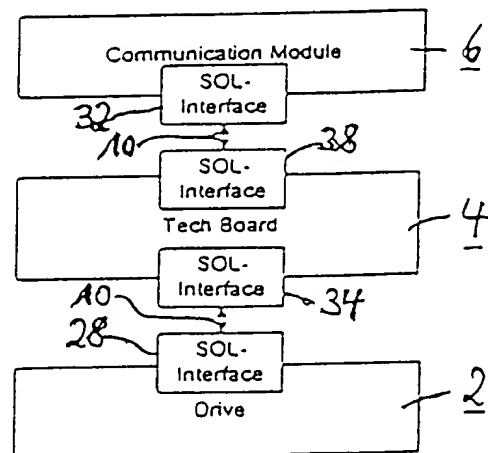 Communication Module
6
SOL-
Interface
32
10
SOL-
Interface
38
Tech Board
4
SOL-
Interface
34
10
28
SOL-
Interface
Drive
2